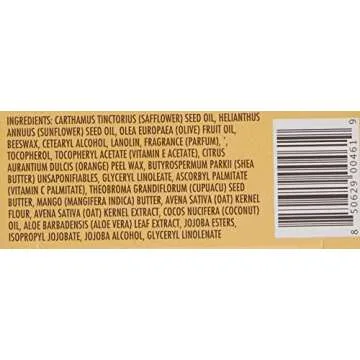 INGREDIENTS: CARTHAMUS TINCTORIUS (SAFFLOWER) SEED OIL, HELIANTHUS
ANNUUS (SUNFLOWER) SEED OIL, OLEA EUROPAEA (OLIVE) FRUIT OIL,
BEESWAX, CETEARYL ALCOHOL, LANOLIN, FRAGRANCE (PARFUM), *,
TOCOPHEROL, TOCOPHERYL ACETATE (VITAMIN E ACETATE), CITRUS
AURANTIUM DULCIS (ORANGE) PEEL WAX, BUTYROSPERMUM PARKII (SHEA
BUTTER) UNSAPONIFIABLES, GLYCERYL LINOLEATE, ASCORBYL PALMITATE
(VITAMIN C PALMITATE), THEOBROMA GRANDIFLORUM (CUPUACU) SEED
BUTTER, MANGO (MANGIFERA INDICA) BUTTER, AVENA SATIVA (OAT) KERNEL
FLOUR, AVENA SATIVA (OAT) KERNEL EXTRACT, COCOS NUCIFERA (COCONUT)
OIL, ALOE BARBADENSIS (ALOE VERA) LEAF EXTRACT, JOJOBA ESTERS,
ISOPROPYL JOJOBATE, JOJOBA ALCOHOL, GLYCERYL LINOLENATE
8 50629 00461 9